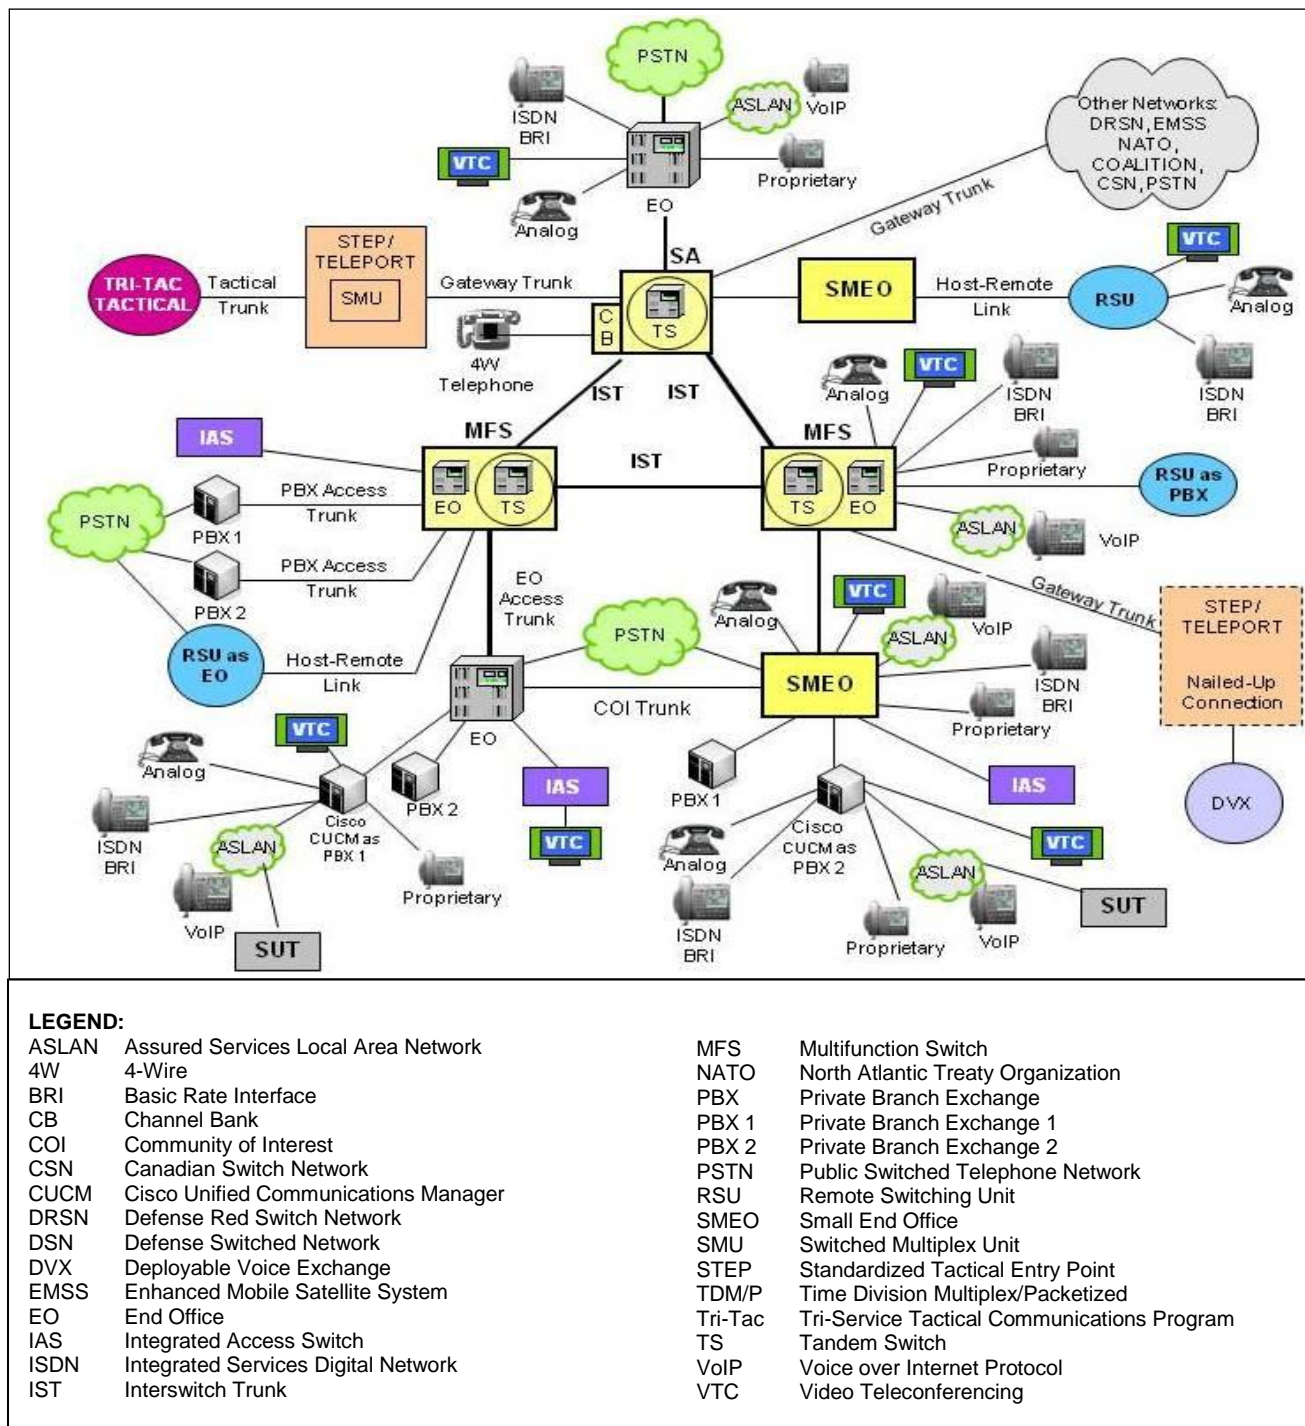 PSTN
ISDN
BRI
ASLAN
VoIP
VTC
Proprietary
Analog
EO
Other Networks:
DRSN, EMSS
NATO,
COALITION,
CSN, PSTN
Gateway Trunk
SA
STEP/
TELEPORT
SMU
TRI-TAC
TACTICAL
Tactical
Trunk
Gateway Trunk
C
B
TS
4W
Telephone
SMEO
Host-Remote
Link
RSU
VTC
Analog
ISDN
BRI
IST
IST
IST
MFS
EO
TS
MFS
TS
EO
Analog
VTC
ISDN
BRI
Proprietary
RSU as
PBX
ASLAN
VoIP
IAS
PSTN
PBX 1
PBX Access
Trunk
PBX 2
PBX Access
Trunk
RSU as
EO
Host-Remote
Link
EO
Access
Trunk
EO
PSTN
COI Trunk
Gateway Trunk
STEP/
TELEPORT
Nailed-Up
Connection
DVX
SMEO
Analog
VTC
ASLAN
VoIP
ISDN
BRI
Proprietary
IAS
PBX 1
Cisco
CUCM as
PBX 2
Analog
ISDN
BRI
Proprietary
ASLAN
VoIP
VTC
SUT
VTC
Analog
ISDN
BRI
Cisco
CUCM as
PBX 1
PBX 2
IAS
VTC
ASLAN
VoIP
SUT
Proprietary
LEGEND:
ASLAN Assured Services Local Area Network
4W 4-Wire
BRI Basic Rate Interface
CB Channel Bank
COI Community of Interest
CSN Canadian Switch Network
CUCM Cisco Unified Communications Manager
DRSN Defense Red Switch Network
DSN Defense Switched Network
DVX Deployable Voice Exchange
EMSS Enhanced Mobile Satellite System
EO End Office
IAS Integrated Access Switch
ISDN Integrated Services Digital Network
IST Interswitch Trunk
MFS Multifunction Switch
NATO North Atlantic Treaty Organization
PBX Private Branch Exchange
PBX 1 Private Branch Exchange 1
PBX 2 Private Branch Exchange 2
PSTN Public Switched Telephone Network
RSU Remote Switching Unit
SMEO Small End Office
SMU Switched Multiplex Unit
STEP Standardized Tactical Entry Point
TDM/P Time Division Multiplex/Packetized
Tri-Tac Tri-Service Tactical Communications Program
TS Tandem Switch
VoIP Voice over Internet Protocol
VTC Video Teleconferencing